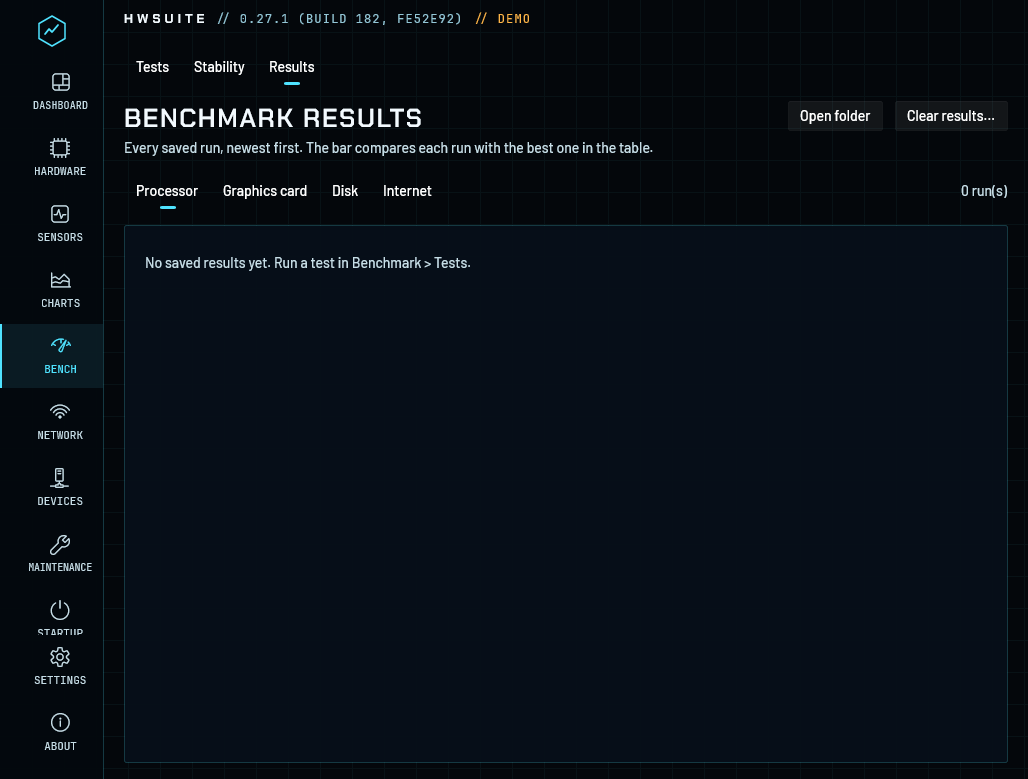 HWSUITE // 0.27.1 (BUILD 182, FE52E92) // DEMO
Tests Stability Results
BENCHMARK RESULTS
Open folder Clear results...
Every saved run, newest first. The bar compares each run with the best one in the table.
Processor Graphics card Disk Internet 0 run(s)
No saved results yet. Run a test in Benchmark > Tests.
DASHBOARD
HARDWARE
SENSORS
CHARTS
BENCH
NETWORK
DEVICES
MAINTENANCE
STARTUP
SETTINGS
ABOUT